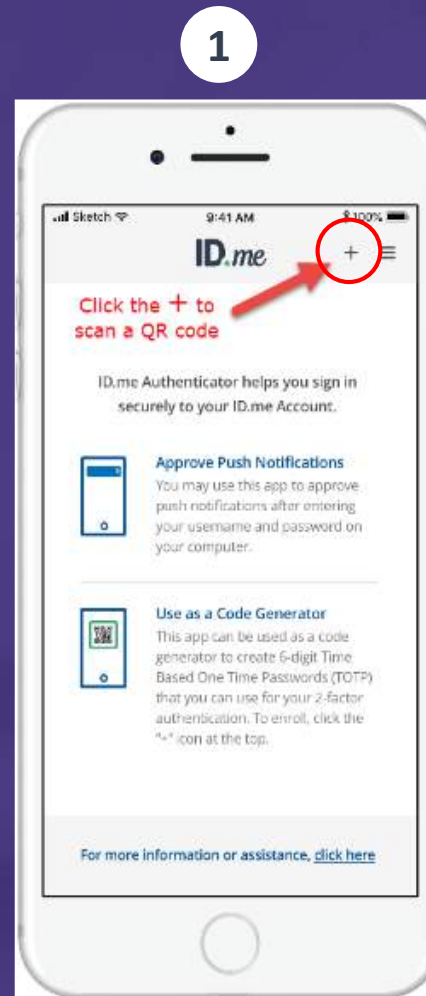 1
Sketch 9:41 AM 100%
ID.me + ≡
Click the + to
scan a QR code
ID.me Authenticator helps you sign in
securely to your ID.me Account.
Approve Push Notifications
You may use this app to approve
push notifications after entering
your username and password on
your computer.
Use as a Code Generator
This app can be used as a code
generator to create 6-digit Time
Based One Time Passwords (TOTP)
that you can use for your 2-factor
authentication. To enroll, click the
"+" icon at the top.
For more information or assistance, click here